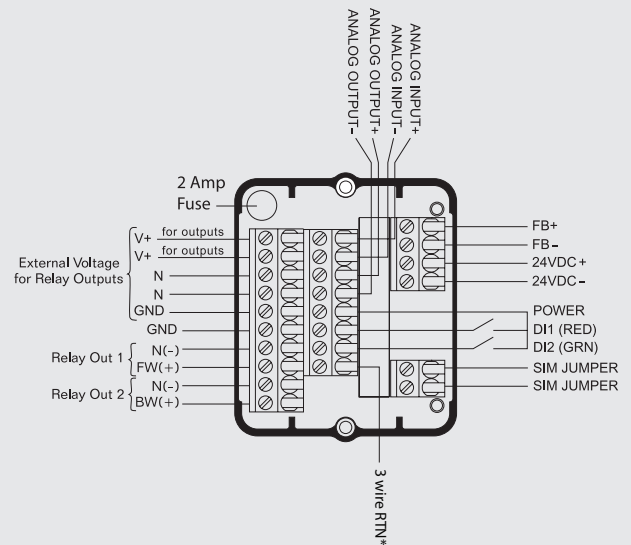 ANALOG OUTPUT-
ANALOG OUTPUT+
ANALOG INPUT-
ANALOG INPUT+
2 Amp
Fuse
External Voltage
for Relay Outputs
V+ for outputs
V+ for outputs
N
N
GND
GND
Relay Out 1
N(-)
FW(+)
Relay Out 2
N(-)
BW(+)
FB+
FB-
24VDC+
24VDC-
POWER
DI1 (RED)
DI2 (GRN)
SIM JUMPER
SIM JUMPER
3 wire RTN*